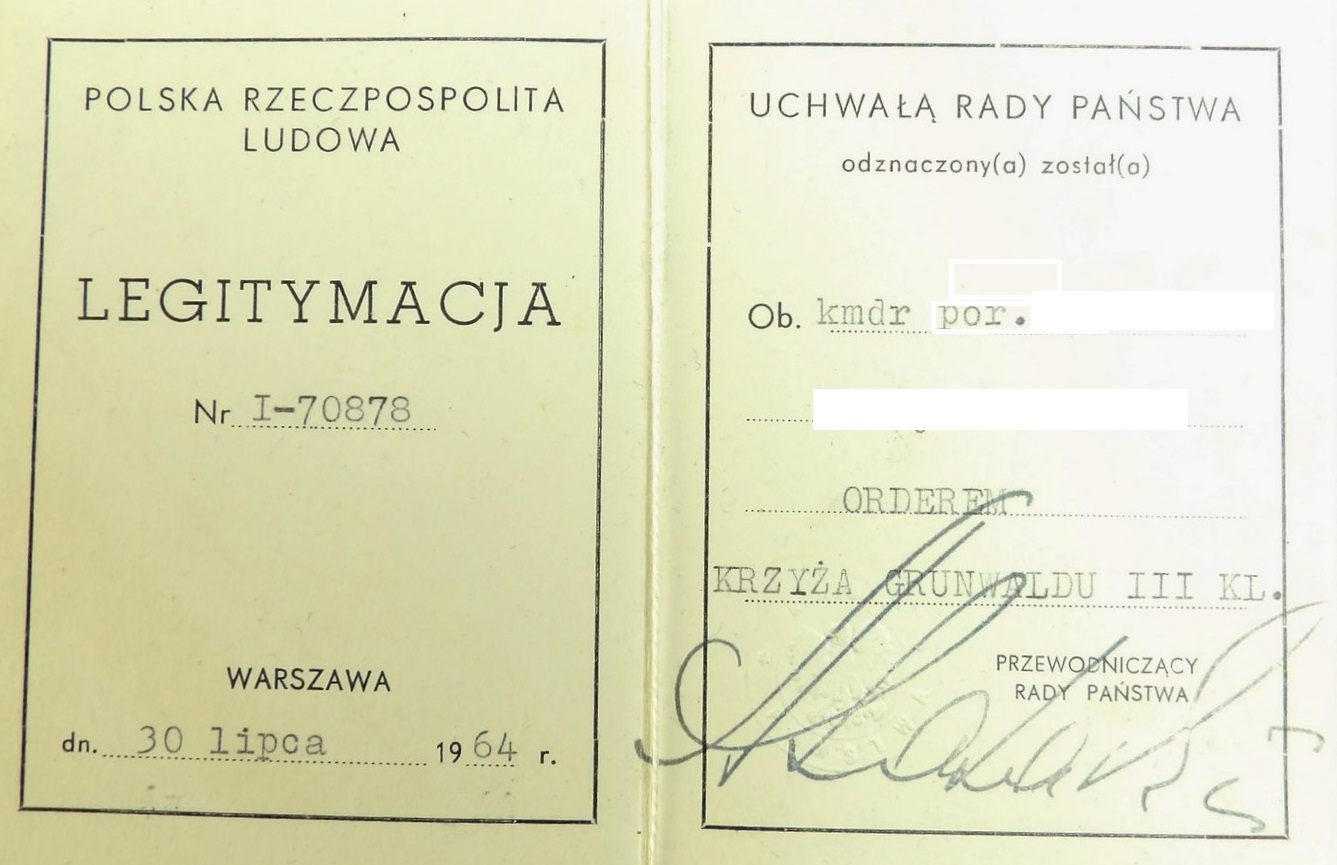 POLSKA RZECZPOSPOLITA
LUDOWA
LEGITYMACJA
Nr I-70878
WARSZAWA
dn. 30 lipca 1964 r.
UCHWAŁĄ RADY PAŃSTWA
odznaczony(a) został(a)
Ob. kmdr por.
ORDEREM
KRZYŻA GRUNWALDU III KL.
PRZEWODNICZĄCY
RADY PAŃSTWA